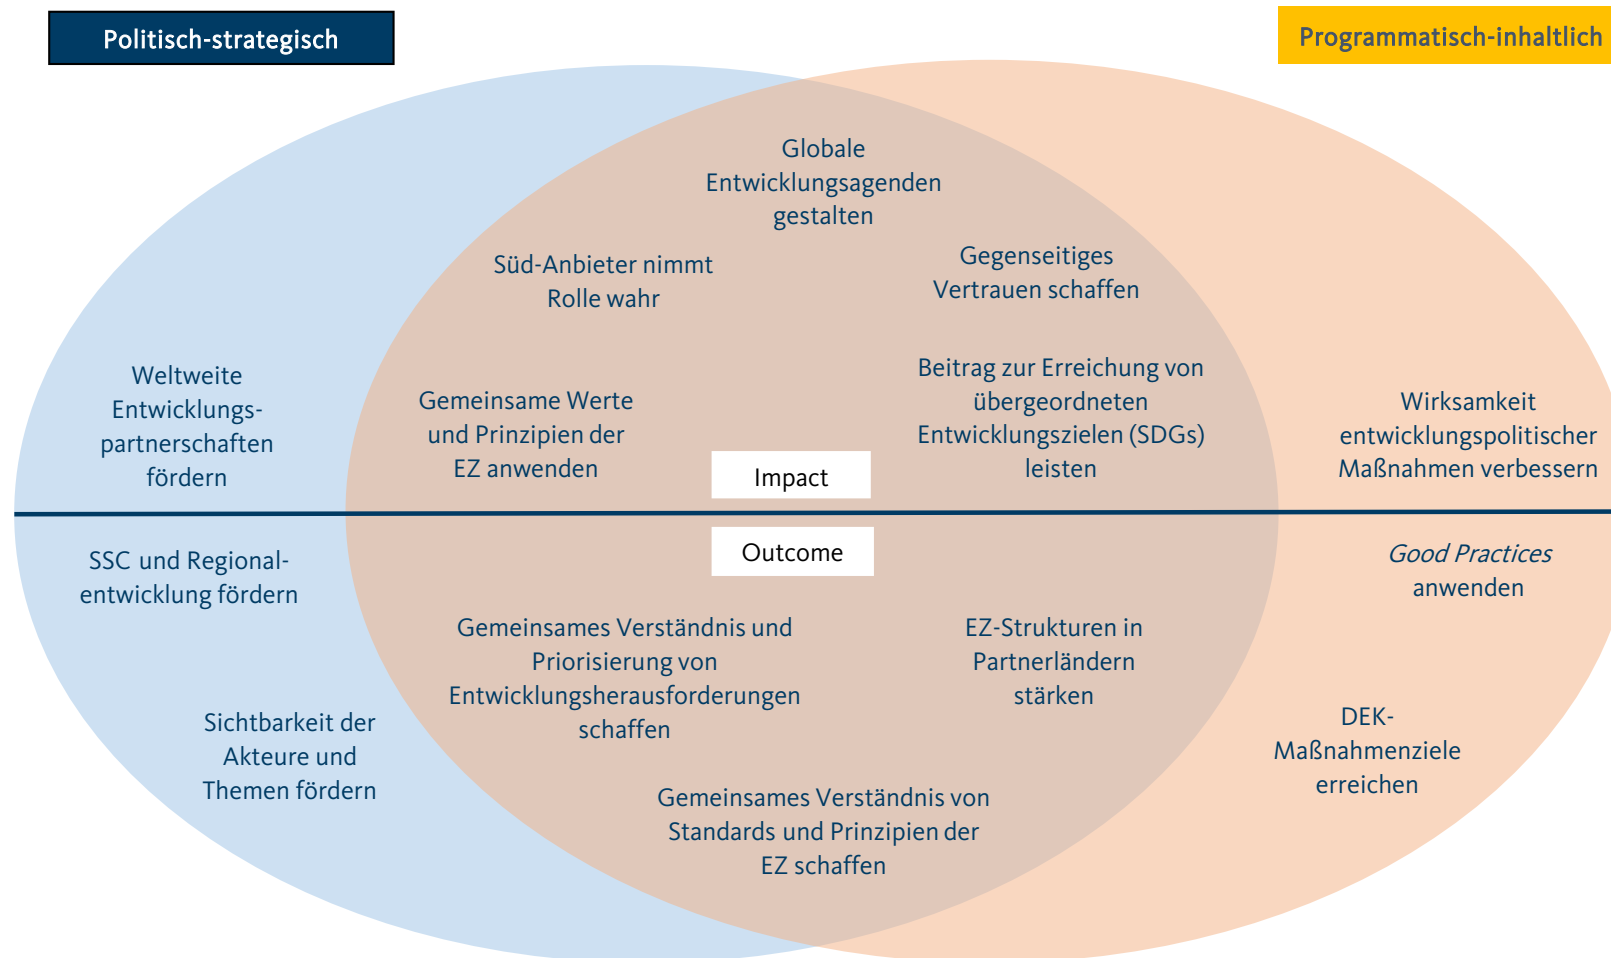 Politisch-strategisch
Programmatisch-inhaltlich
Globale
Entwicklungsagenden
gestalten
Süd-Anbieter nimmt
Rolle wahr
Gegenseitiges
Vertrauen schaffen
Weltweite
Entwicklungs-
partnerschaften
fördern
Gemeinsame Werte
und Prinzipien der
EZ anwenden
Beitrag zur Erreichung von
übergeordneten
Entwicklungszielen (SDGs)
leisten
Wirksamkeit
entwicklungspolitischer
Maßnahmen verbessern
Impact
Outcome
SSC und Regional-
entwicklung fördern
Good Practices
anwenden
Gemeinsames Verständnis und
Priorisierung von
Entwicklungsherausforderungen
schaffen
EZ-Strukturen in
Partnerländern
stärken
Sichtbarkeit der
Akteure und
Themen fördern
DEK-
Maßnahmenziele
erreichen
Gemeinsames Verständnis von
Standards und Prinzipien der
EZ schaffen